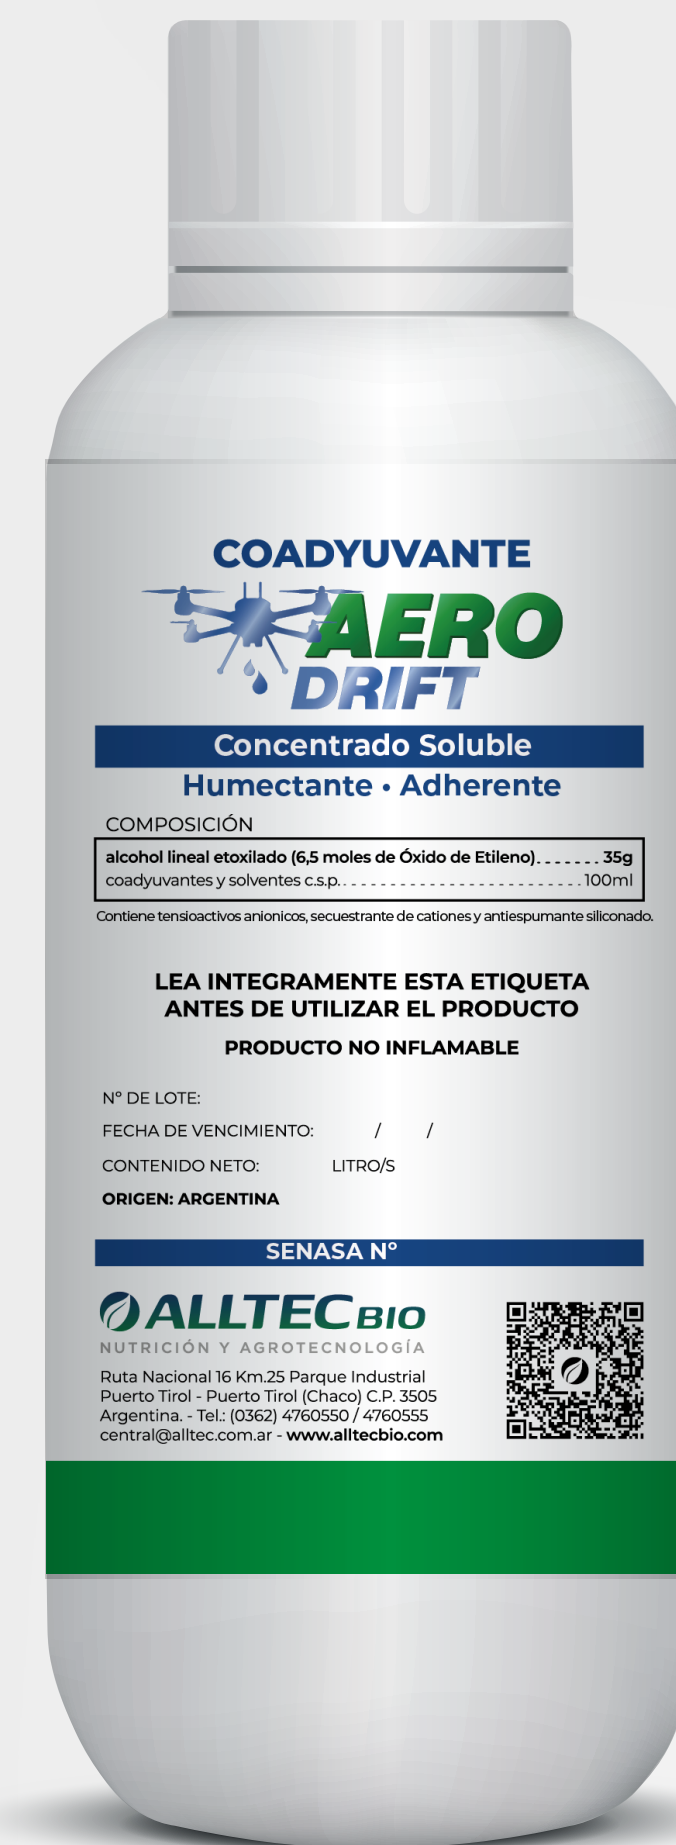 COADYUVANTE
AERO
DRIFT
Concentrado Soluble
Humectante • Adherente
COMPOSICIÓN
alcohol lineal etoxilado (6,5 moles de Óxido de Etileno)....... 35g
coadyuvantes y solventes c.s.p............................100ml
Contiene tensioactivos anionicos, secuestrante de cationes y antiespumante siliconado.
LEA INTEGRAMENTE ESTA ETIQUETA
ANTES DE UTILIZAR EL PRODUCTO
PRODUCTO NO INFLAMABLE
Nº DE LOTE:
FECHA DE VENCIMIENTO: / /
CONTENIDO NETO: LITRO/S
ORIGEN: ARGENTINA
SENASA Nº
ALLTEC BIO
NUTRICIÓN Y AGROTECNOLOGÍA
Ruta Nacional 16 Km.25 Parque Industrial
Puerto Tirol - Puerto Tirol (Chaco) C.P. 3505
Argentina. - Tel.: (0362) 4760550 / 4760555
central@alltec.com.ar - www.alltecbio.com